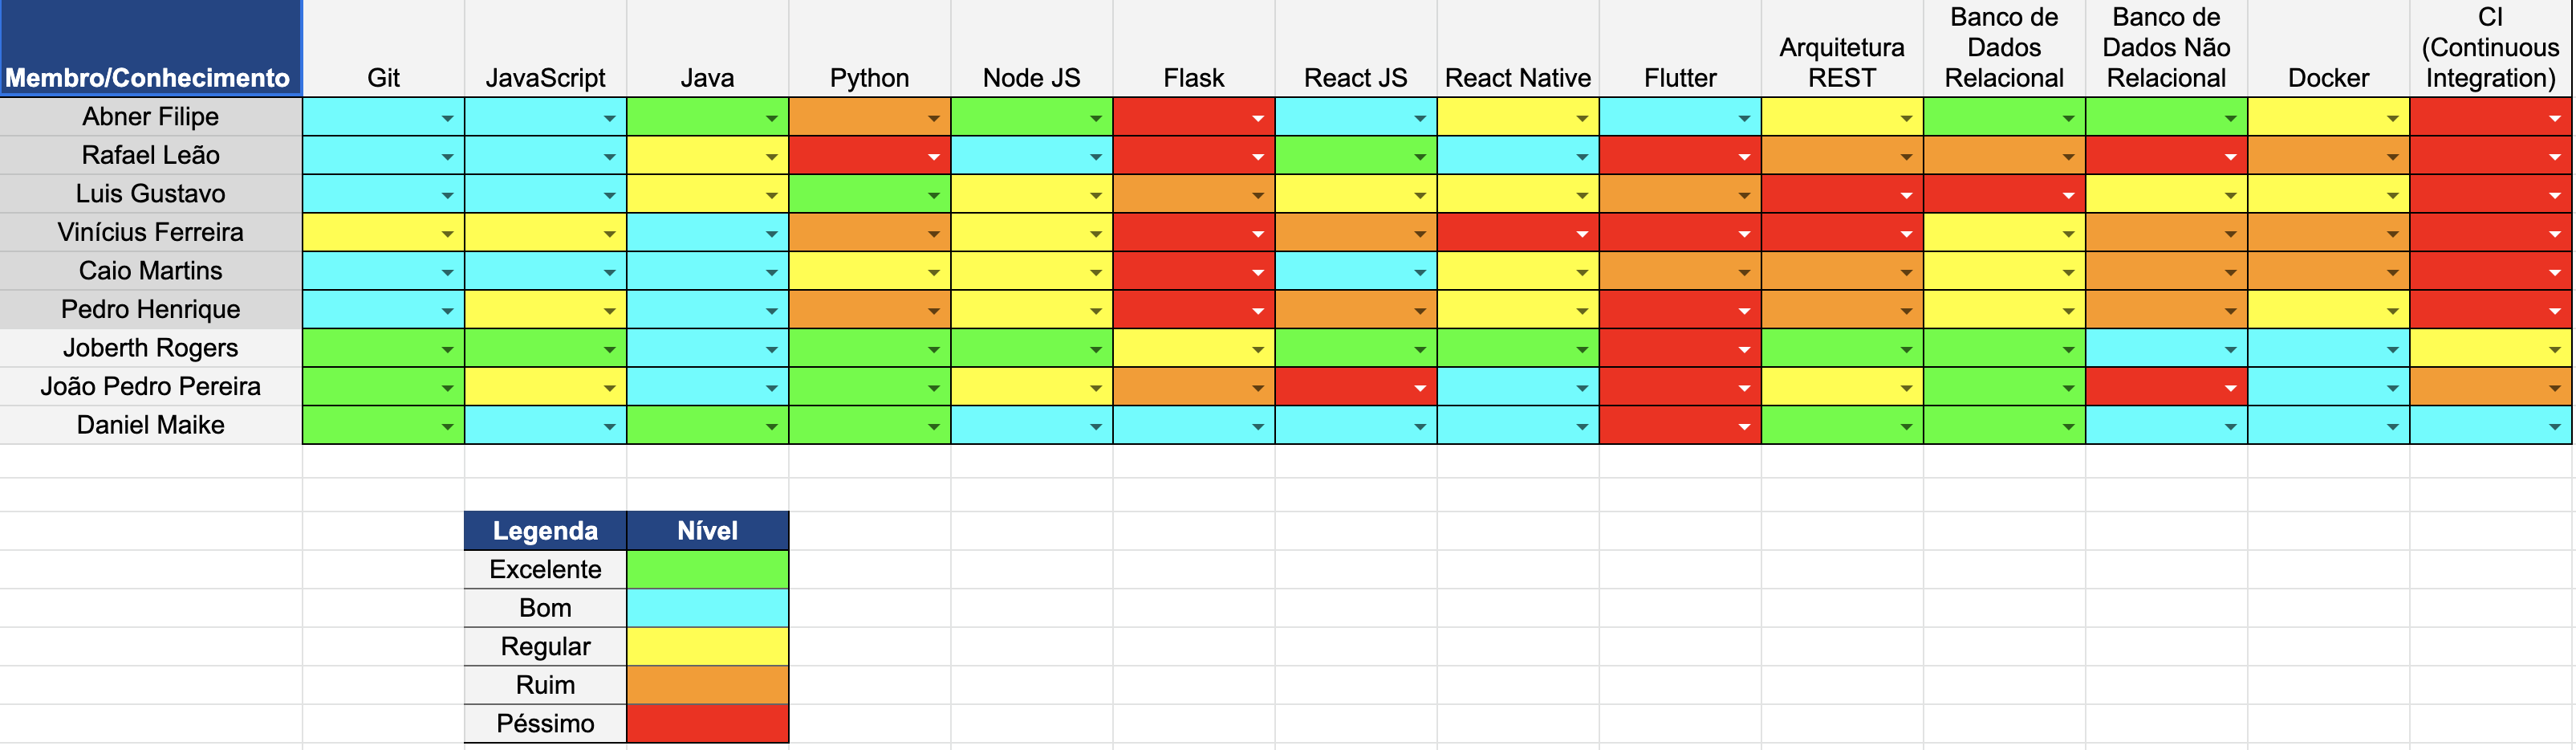 Membro/Conhecimento
Git
JavaScript
Java
Python
Node JS
Flask
React JS
React Native
Flutter
Arquitetura
REST
Banco de
Dados
Relacional
Banco de
Dados Não
Relacional
Docker
CI
(Continuous
Integration)
Abner Filipe
Rafael Leão
Luis Gustavo
Vinícius Ferreira
Caio Martins
Pedro Henrique
Joberth Rogers
João Pedro Pereira
Daniel Maike
Legenda Nível
Excelente
Bom
Regular
Ruim
Péssimo